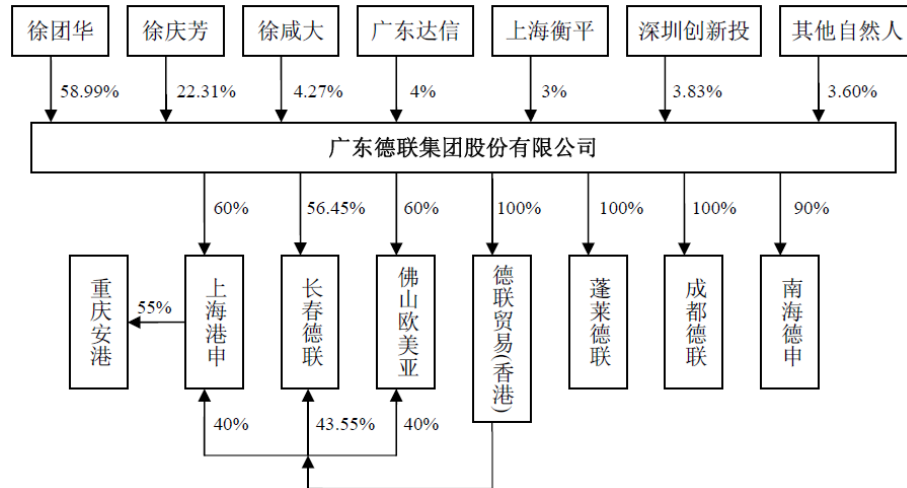 徐团华
徐庆芳
徐咸大
广东达信
上海衡平
深圳创新投
其他自然人
58.99%
22.31%
4.27%
4%
3%
3.83%
3.60%
广东德联集团股份有限公司
60%
56.45%
60%
100%
100%
100%
90%
重庆安港
55%
上海港申
长春德联
佛山欧美亚
德联贸易(香港)
蓬莱德联
成都德联
南海德申
40%
43.55%
40%